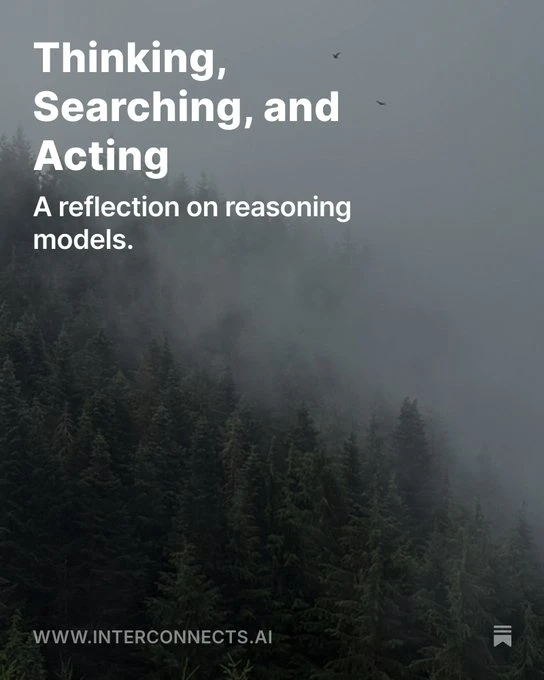 Thinking,
Searching, and
Acting
A reflection on reasoning
models.
WWW.INTERCONNECTS.AI